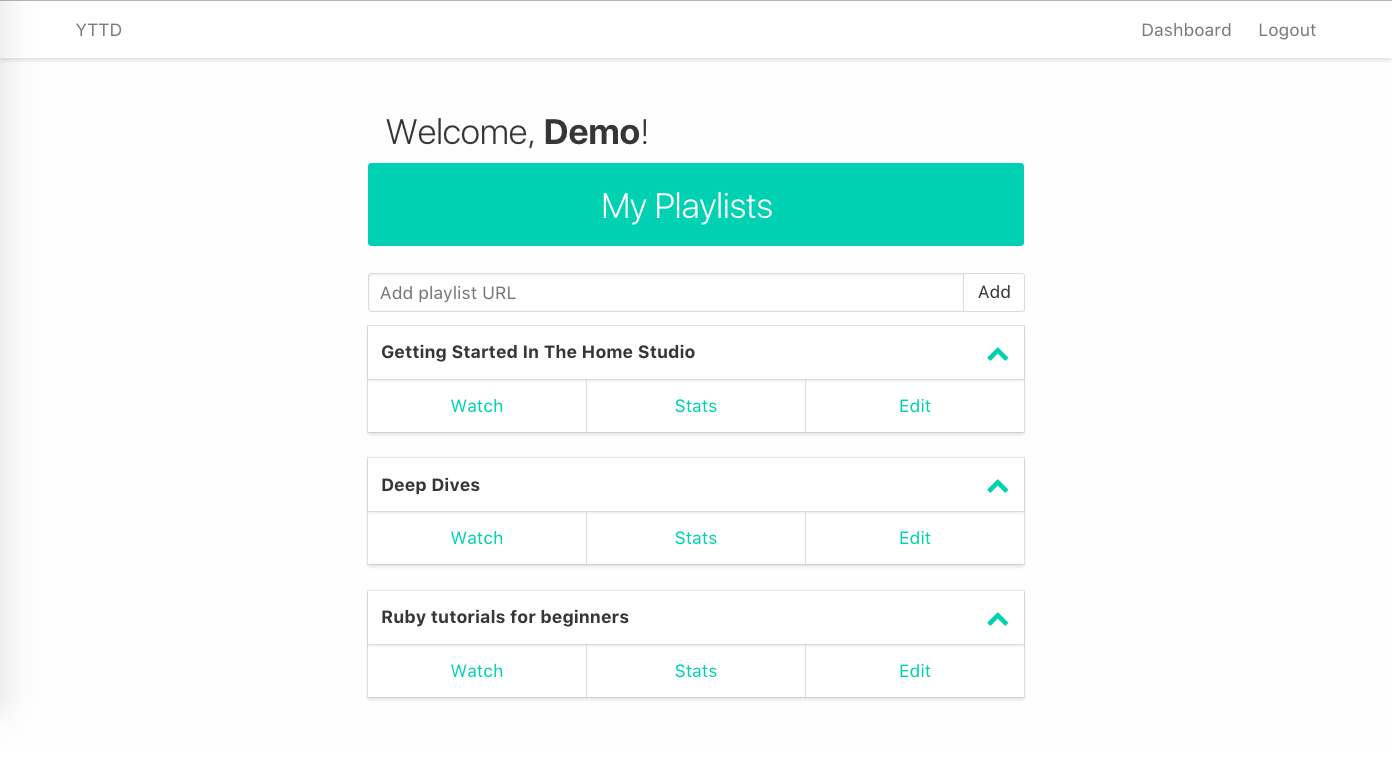 YTTD Dashboard Logout
Welcome, Demo!
My Playlists
Add playlist URL Add
Getting Started In The Home Studio
Watch Stats Edit
Deep Dives
Watch Stats Edit
Ruby tutorials for beginners
Watch Stats Edit